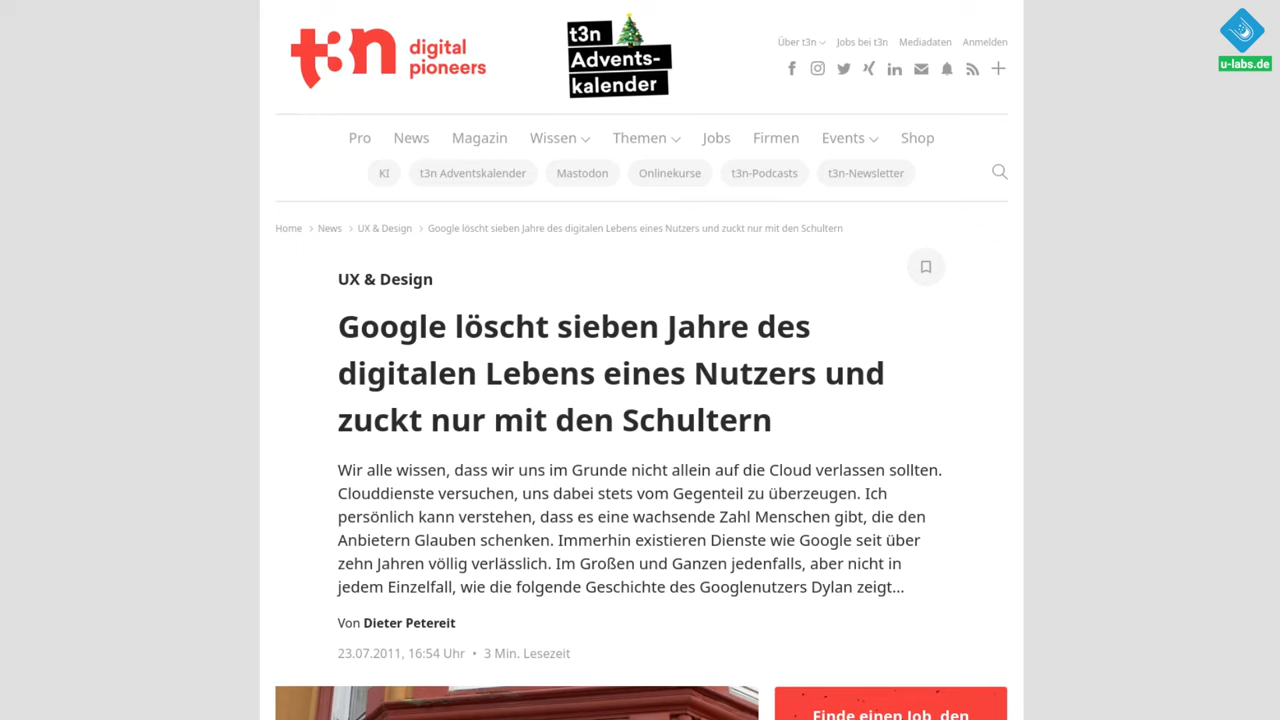 t3n digital pioneers
t3n
Advents-
kalender
Über t3n
Jobs bei t3n
Mediadaten
Anmelden
u-labs.de
Pro
News
Magazin
Wissen
Themen
Jobs
Firmen
Events
Shop
KI
t3n Adventskalender
Mastodon
Onlinekurse
t3n-Podcasts
t3n-Newsletter
Home > News > UX & Design > Google löscht sieben Jahre des digitalen Lebens eines Nutzers und zuckt nur mit den Schultern
UX & Design
Google löscht sieben Jahre des
digitalen Lebens eines Nutzers und
zuckt nur mit den Schultern
Wir alle wissen, dass wir uns im Grunde nicht allein auf die Cloud verlassen sollten.
Clouddienste versuchen, uns dabei stets vom Gegenteil zu überzeugen. Ich
persönlich kann verstehen, dass es eine wachsende Zahl Menschen gibt, die den
Anbietern Glauben schenken. Immerhin existieren Dienste wie Google seit über
zehn Jahren völlig verlässlich. Im Großen und Ganzen jedenfalls, aber nicht in
jedem Einzelfall, wie die folgende Geschichte des Googlenutzers Dylan zeigt...
Von Dieter Petereit
23.07.2011, 16:54 Uhr • 3 Min. Lesezeit
Finde einen Job, den